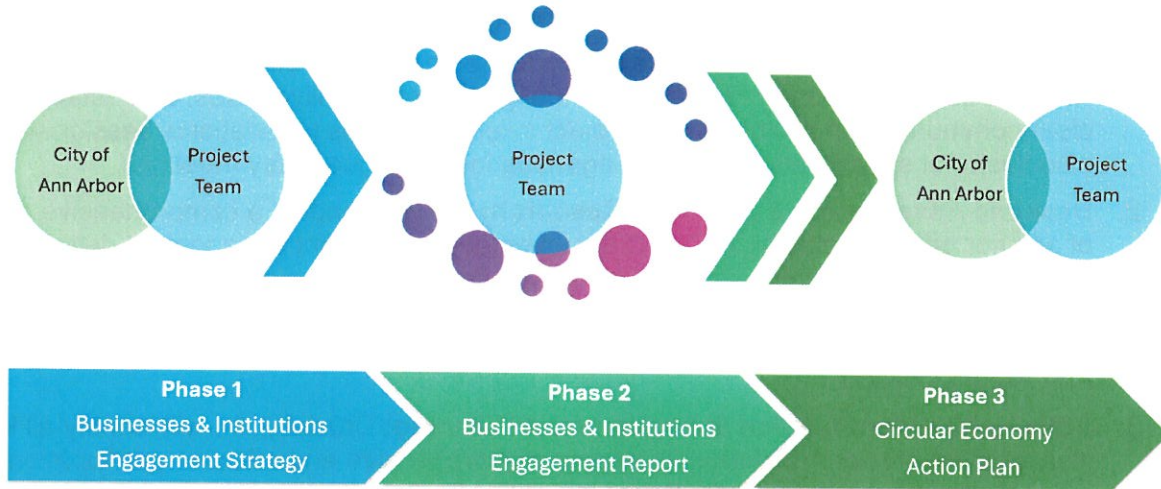 City of
Ann Arbor
Project
Team
Project
Team
City of
Ann Arbor
Project
Team
Phase 1
Businesses & Institutions
Engagement Strategy
Phase 2
Businesses & Institutions
Engagement Report
Phase 3
Circular Economy
Action Plan